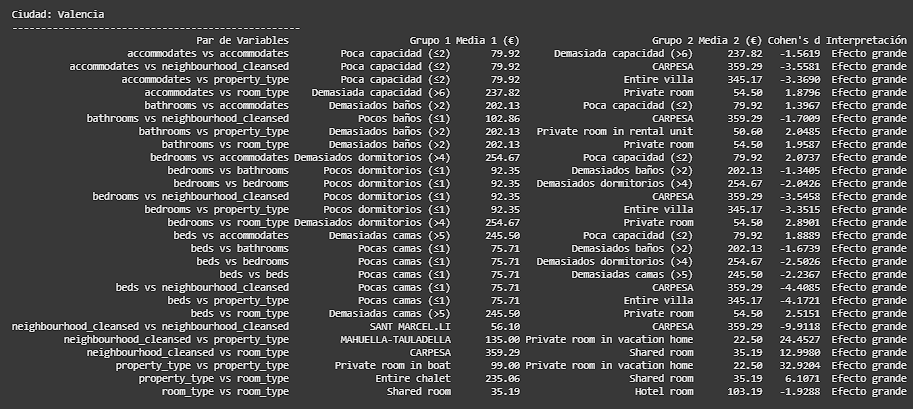 Ciudad: Valencia
--------------------------------------------------
Par de Variables Grupo 1 Media 1 (€) Grupo 2 Media 2 (€) Cohen's d Interpretación
accommodates vs accommodates Poca capacidad (≤2) 79.92 Demasiada capacidad (>6) 237.82 -1.5619 Efecto grande
accommodates vs neighbourhood_cleansed Poca capacidad (≤2) 79.92 CARPESA 359.29 -3.5581 Efecto grande
accommodates vs property_type Poca capacidad (≤2) 79.92 Entire villa 345.17 -3.3690 Efecto grande
accommodates vs room_type Demasiada capacidad (>6) 237.82 Private room 54.50 1.8796 Efecto grande
bathrooms vs accommodates Demasiados baños (>2) 202.13 Poca capacidad (≤2) 79.92 1.3967 Efecto grande
bathrooms vs neighbourhood_cleansed Pocos baños (≤1) 102.86 CARPESA 359.29 -1.7009 Efecto grande
bathrooms vs property_type Demasiados baños (>2) 202.13 Private room in rental unit 50.60 2.0485 Efecto grande
bathrooms vs room_type Demasiados baños (>2) 202.13 Private room 54.50 1.9587 Efecto grande
bedrooms vs accommodates Demasiados dormitorios (>4) 254.67 Poca capacidad (≤2) 79.92 2.0737 Efecto grande
bedrooms vs bathrooms Pocos dormitorios (≤1) 92.35 Demasiados baños (>2) 202.13 -1.3405 Efecto grande
bedrooms vs bedrooms Pocos dormitorios (≤1) 92.35 Demasiados dormitorios (>4) 254.67 -2.0426 Efecto grande
bedrooms vs neighbourhood_cleansed Pocos dormitorios (≤1) 92.35 CARPESA 359.29 -3.5458 Efecto grande
bedrooms vs property_type Pocos dormitorios (≤1) 92.35 Entire villa 345.17 -3.3515 Efecto grande
bedrooms vs room_type Demasiados dormitorios (>4) 254.67 Private room 54.50 2.8901 Efecto grande
beds vs accommodates Demasiadas camas (>5) 245.50 Poca capacidad (≤2) 79.92 1.8889 Efecto grande
beds vs bathrooms Pocas camas (≤1) 75.71 Demasiados baños (>2) 202.13 -1.6739 Efecto grande
beds vs bedrooms Pocas camas (≤1) 75.71 Demasiados dormitorios (>4) 254.67 -2.5026 Efecto grande
beds vs beds Pocas camas (≤1) 75.71 Demasiadas camas (>5) 245.50 -2.2367 Efecto grande
beds vs neighbourhood_cleansed Pocas camas (≤1) 75.71 CARPESA 359.29 -4.4085 Efecto grande
beds vs property_type Pocas camas (≤1) 75.71 Entire villa 345.17 -4.1721 Efecto grande
beds vs room_type Demasiadas camas (>5) 245.50 Private room 54.50 2.5151 Efecto grande
neighbourhood_cleansed vs neighbourhood_cleansed SANT MARCEL.LI 56.10 CARPESA 359.29 -9.9118 Efecto grande
neighbourhood_cleansed vs property_type MAHUELLA-TAULADELLA 135.00 Private room in vacation home 22.50 24.4527 Efecto grande
neighbourhood_cleansed vs room_type CARPESA 359.29 Shared room 35.19 12.9980 Efecto grande
property_type vs property_type Private room in boat 99.00 Private room in vacation home 22.50 32.9204 Efecto grande
property_type vs room_type Entire chalet 235.06 Shared room 35.19 6.1071 Efecto grande
room_type vs room_type Shared room 35.19 Hotel room 103.19 -1.9288 Efecto grande